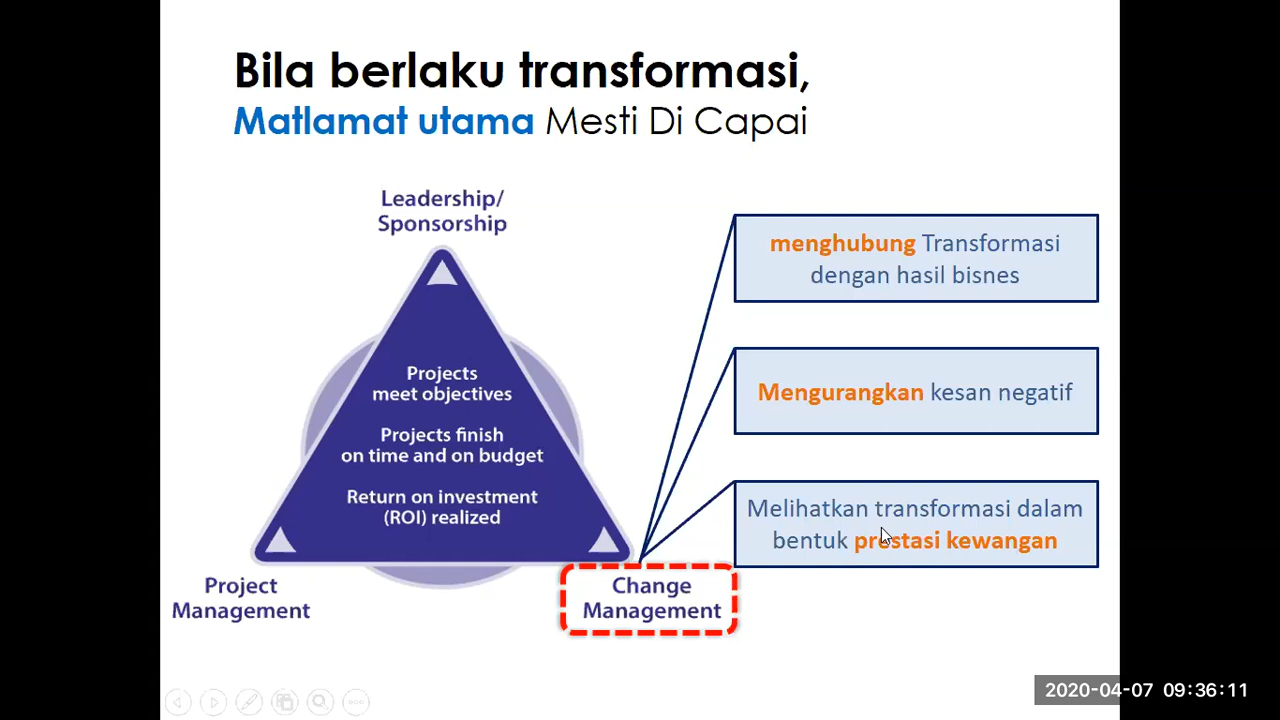 Bila berlaku transformasi,
Matlamat utama Mesti Di Capai
Leadership/
Sponsorship
Projects
meet objectives
Projects finish
on time and on budget
Return on investment
(ROI) realized
Project
Management
Change
Management
menghubung Transformasi
dengan hasil bisnes
Mengurangkan kesan negatif
Melihatkan transformasi dalam
bentuk prestasi kewangan
2020-04-07 09:36:11